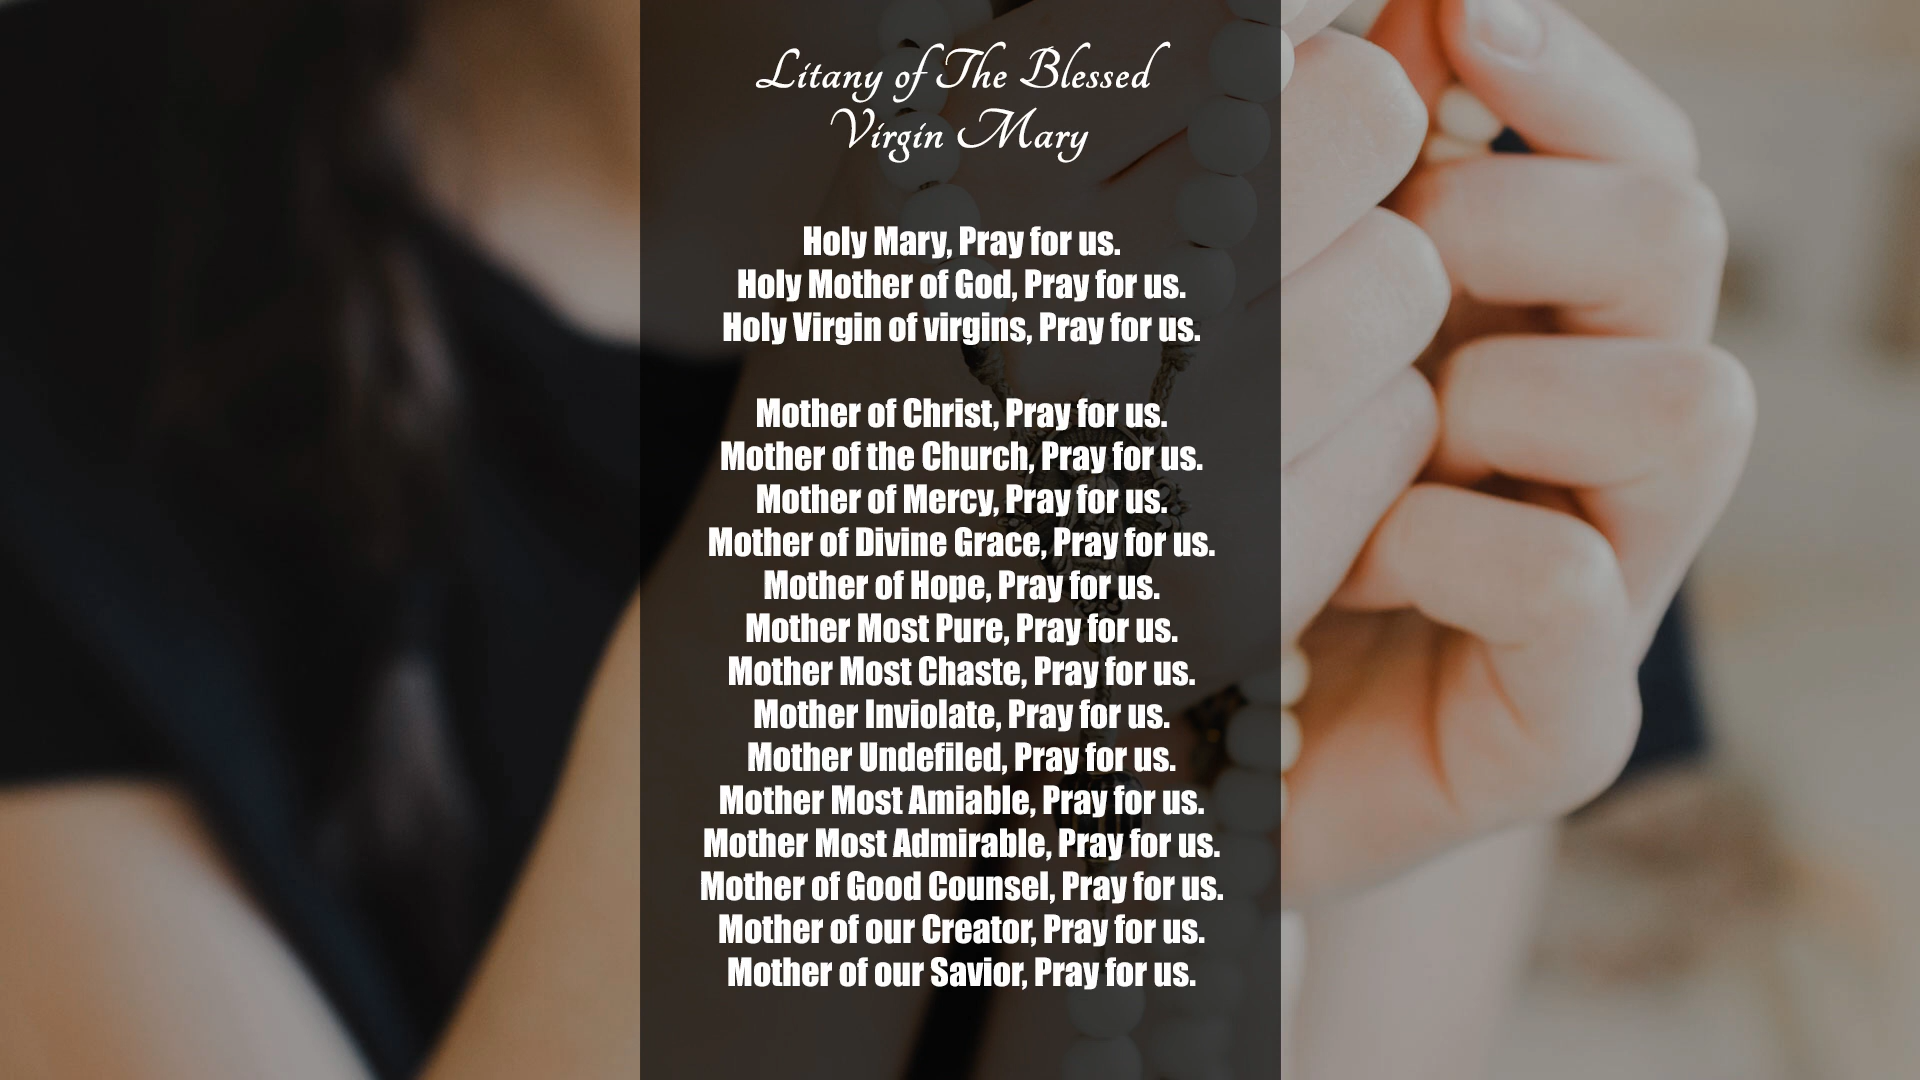 Litany of The Blessed
Virgin Mary
Holy Mary, Pray for us.
Holy Mother of God, Pray for us.
Holy Virgin of virgins, Pray for us.
Mother of Christ, Pray for us.
Mother of the Church, Pray for us.
Mother of Mercy, Pray for us.
Mother of Divine Grace, Pray for us.
Mother of Hope, Pray for us.
Mother Most Pure, Pray for us.
Mother Most Chaste, Pray for us.
Mother Inviolate, Pray for us.
Mother Undefiled, Pray for us.
Mother Most Amiable, Pray for us.
Mother Most Admirable, Pray for us.
Mother of Good Counsel, Pray for us.
Mother of our Creator, Pray for us.
Mother of our Savior, Pray for us.